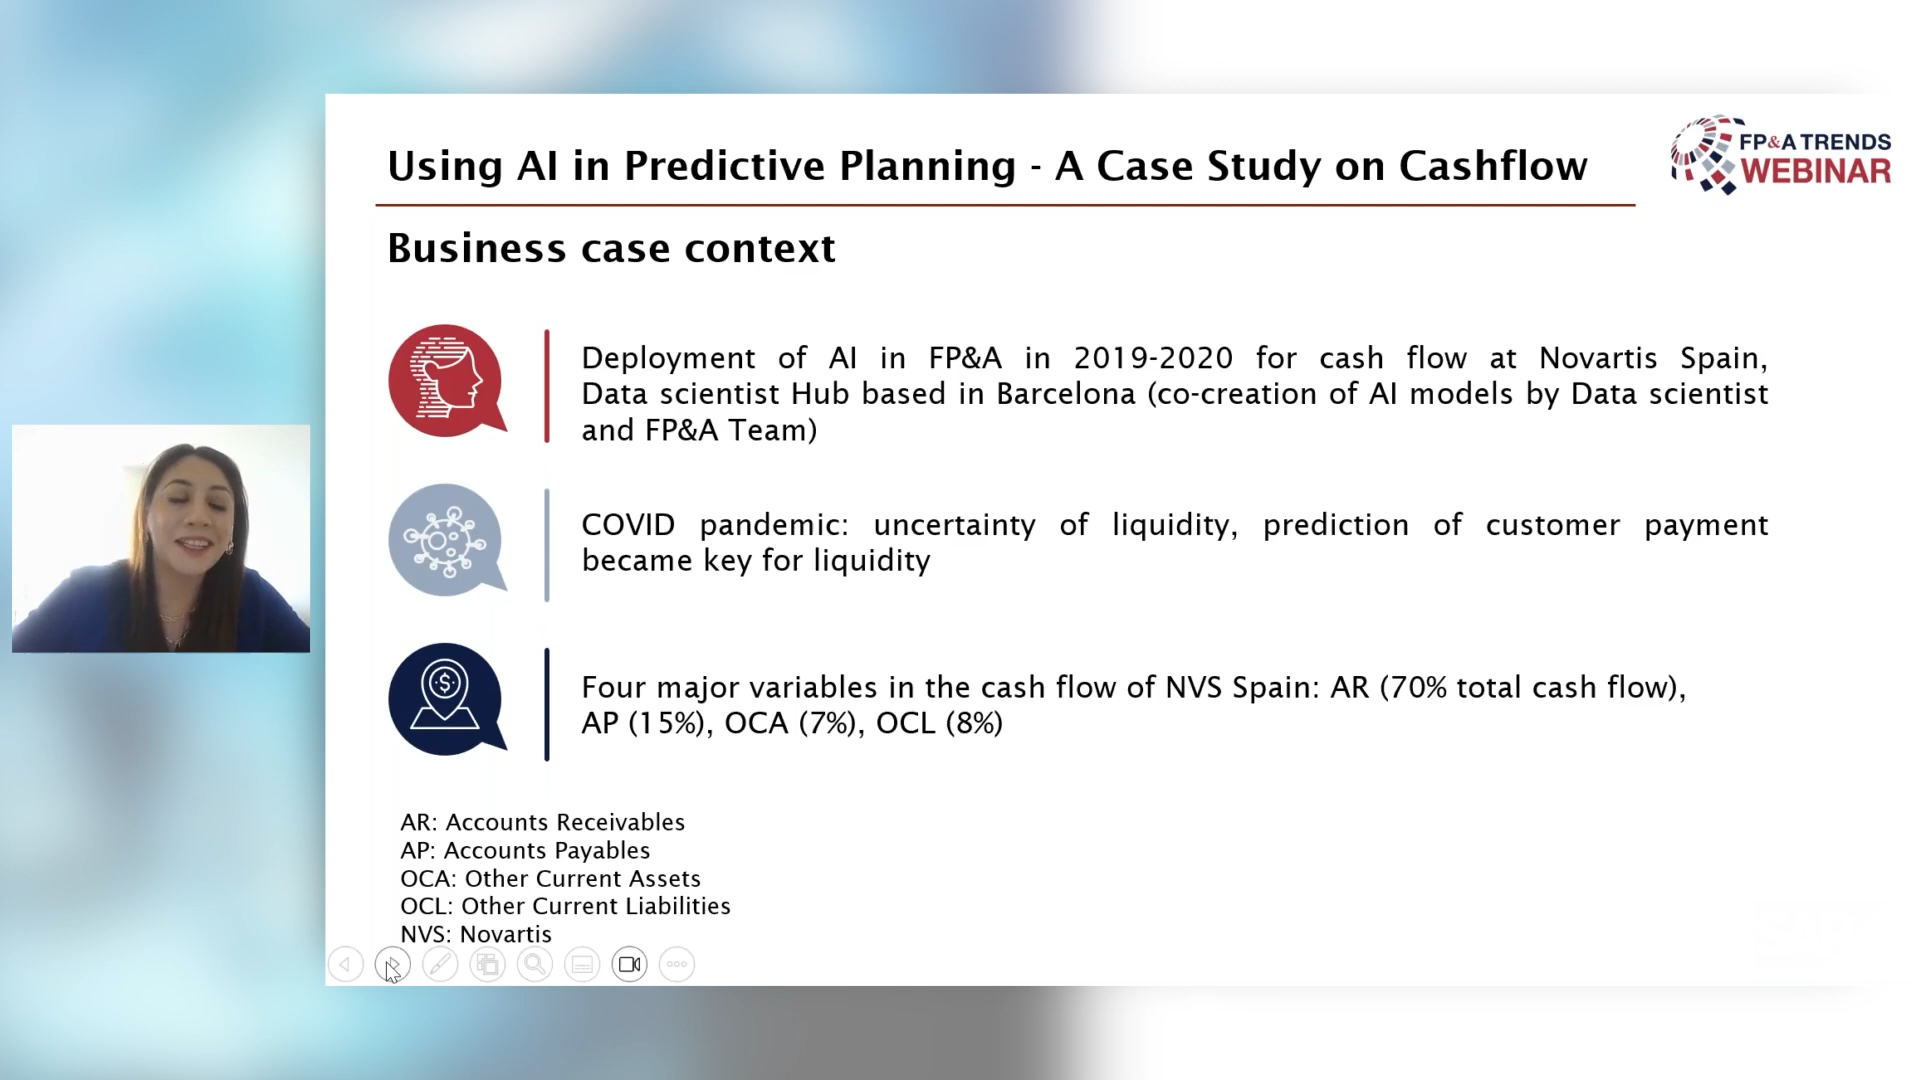 Using AI in Predictive Planning - A Case Study on Cashflow
FP&A TRENDS
WEBINAR
Business case context
Deployment of AI in FP&A in 2019-2020 for cash flow at Novartis Spain,
Data scientist Hub based in Barcelona (co-creation of AI models by Data scientist
and FP&A Team)
COVID pandemic: uncertainty of liquidity, prediction of customer payment
became key for liquidity
Four major variables in the cash flow of NVS Spain: AR (70% total cash flow),
AP (15%), OCA (7%), OCL (8%)
AR: Accounts Receivables
AP: Accounts Payables
OCA: Other Current Assets
OCL: Other Current Liabilities
NVS: Novartis